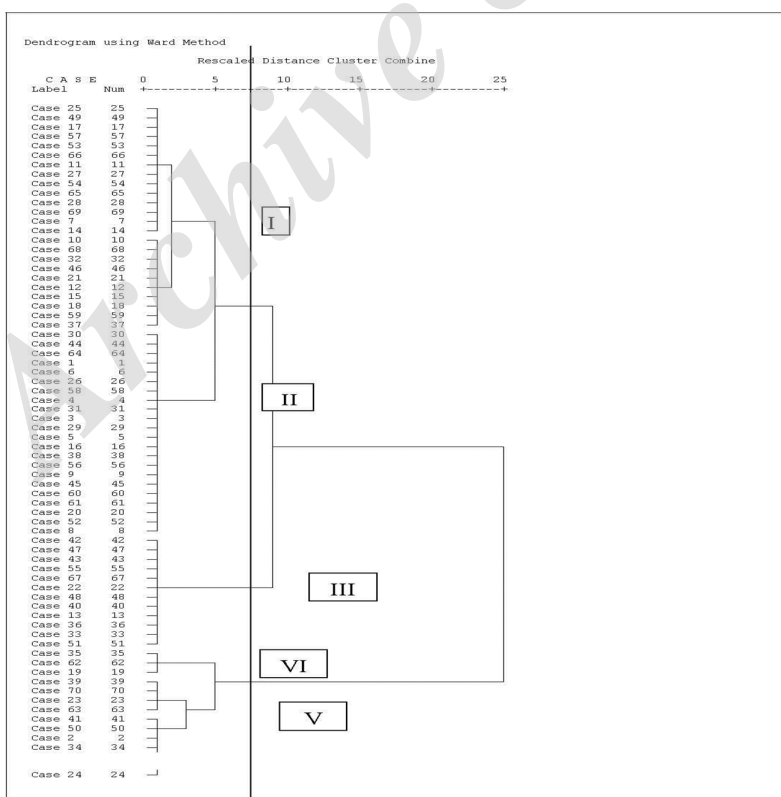 Dendrogram using Ward Method
Rescaled Distance Cluster Combine
C A S E 0 5 10 15 20 25
Label Num +---------+---------+---------+---------+---------+
Case 25 25
Case 49 49
Case 17 17
Case 57 57
Case 53 53
Case 66 66
Case 11 11
Case 27 27
Case 54 54
Case 65 65
Case 28 28
Case 69 69
Case 7 7
Case 14 14
I
Case 10 10
Case 68 68
Case 32 32
Case 46 46
Case 21 21
Case 12 12
Case 15 15
Case 18 18
Case 59 59
Case 37 37
Case 30 30
Case 44 44
Case 64 64
Case 1 1
Case 6 6
Case 26 26
Case 58 58
Case 4 4
II
Case 31 31
Case 3 3
Case 29 29
Case 5 5
Case 16 16
Case 38 38
Case 56 56
Case 9 9
Case 45 45
Case 60 60
Case 61 61
Case 20 20
Case 52 52
Case 8 8
Case 42 42
Case 47 47
Case 43 43
Case 55 55
Case 67 67
Case 22 22
III
Case 48 48
Case 40 40
Case 13 13
Case 36 36
Case 33 33
Case 51 51
Case 35 35
Case 62 62
VI
Case 19 19
Case 39 39
Case 70 70
Case 23 23
Case 63 63
Case 41 41
V
Case 50 50
Case 2 2
Case 34 34
Case 24 24
Archive